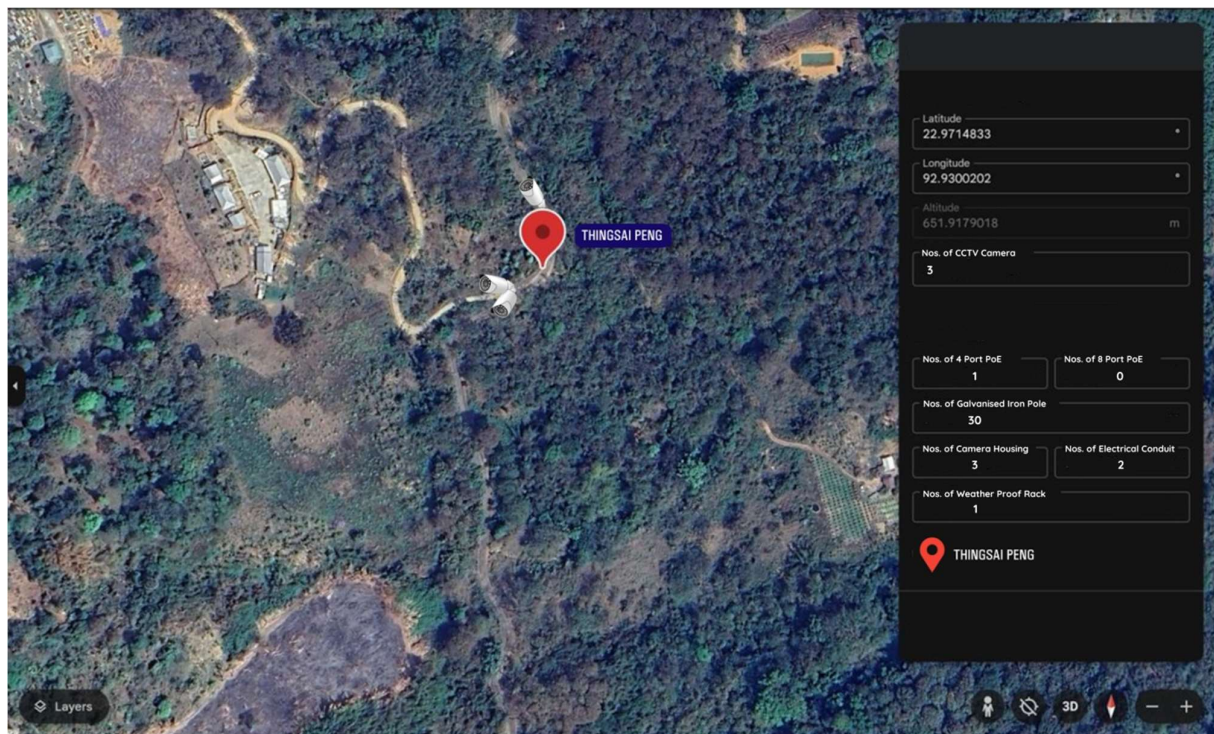 THINGSAI PENG
Latitude
22.9714833 °
Longitude
92.9300202 °
Altitude
651.9179018 m
Nos. of CCTV Camera
3
Nos. of 4 Port PoE Nos. of 8 Port PoE
1 0
Nos. of Galvanised Iron Pole
30
Nos. of Camera Housing Nos. of Electrical Conduit
3 2
Nos. of Weather Proof Rack
1
THINGSAI PENG
Layers 3D